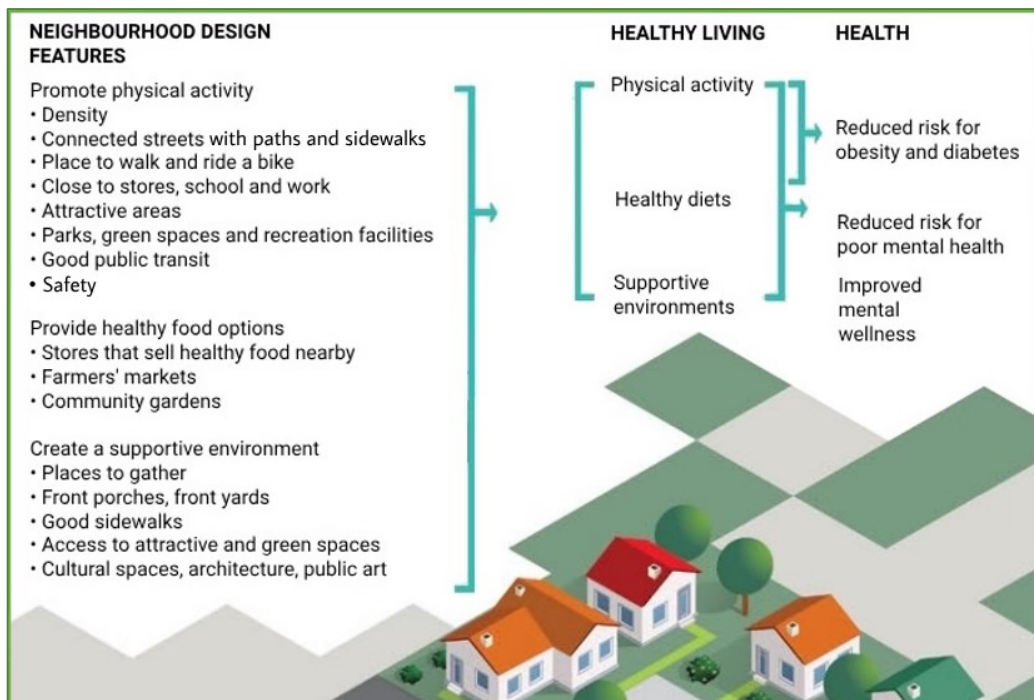 NEIGHBOURHOOD DESIGN
FEATURES
Promote physical activity
• Density
• Connected streets with paths and sidewalks
• Place to walk and ride a bike
• Close to stores, school and work
• Attractive areas
• Parks, green spaces and recreation facilities
• Good public transit
• Safety
Provide healthy food options
• Stores that sell healthy food nearby
• Farmers' markets
• Community gardens
Create a supportive environment
• Places to gather
• Front porches, front yards
• Good sidewalks
• Access to attractive and green spaces
• Cultural spaces, architecture, public art
HEALTHY LIVING
Physical activity
Healthy diets
Supportive
environments
HEALTH
Reduced risk for
obesity and diabetes
Reduced risk for
poor mental health
Improved
mental
wellness